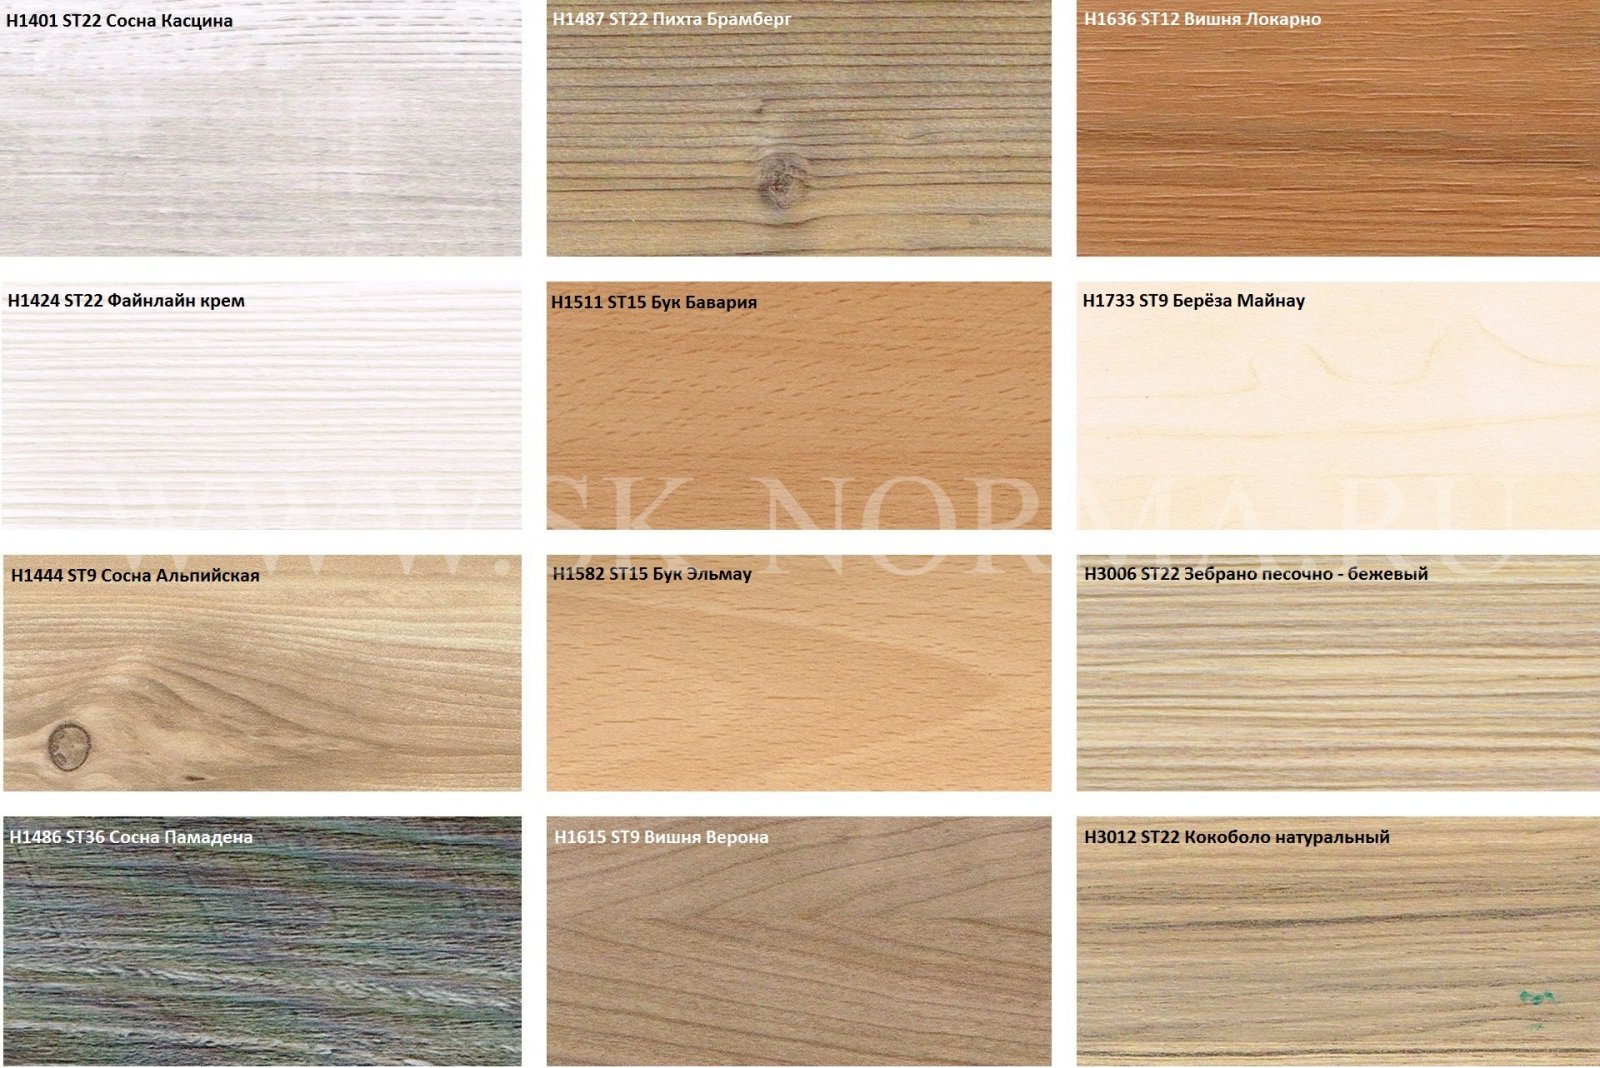 H1401 ST22 Сосна Касцина
H1487 ST22 Пихта Брамберг
H1636 ST12 Вишня Локарно
H1424 ST22 Файнлайн крем
H1511 ST15 Бук Бавария
H1733 ST9 Берёза Майнау
WWW.SK-NORMA.RU
H1444 ST9 Сосна Альпийская
H1582 ST15 Бук Эльмау
H3006 ST22 Зебрано песочно - бежевый
H1486 ST36 Сосна Памадена
H1615 ST9 Вишня Верона
H3012 ST22 Кокоболо натуральный